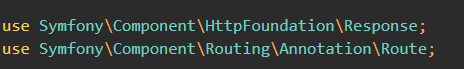 use Symfony\Component\HttpFoundation\Response;
use Symfony\Component\Routing\Annotation\Route;